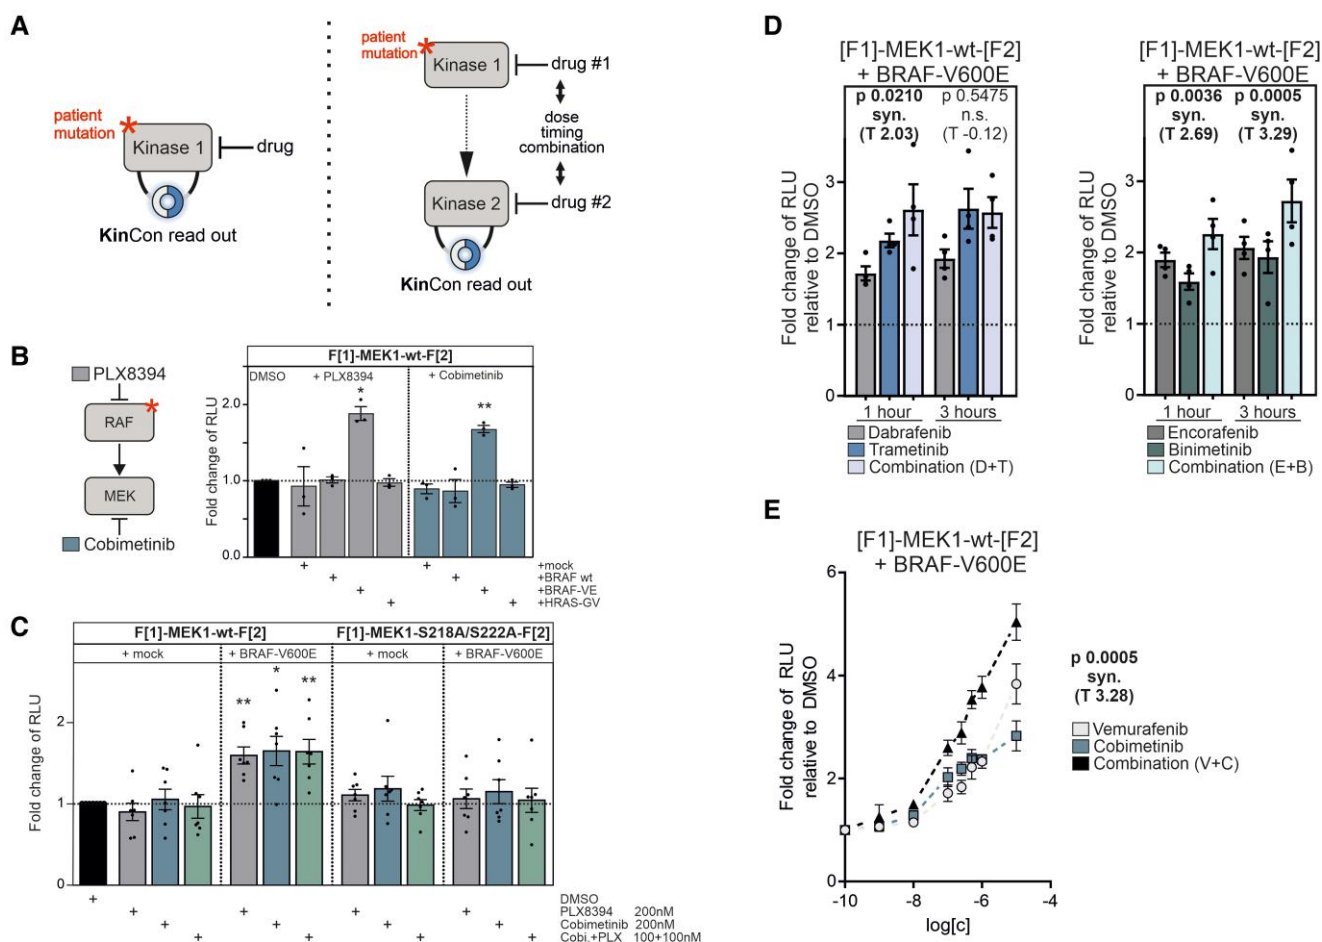 A
patient
mutation
Kinase 1
drug
KinCon read out
patient
mutation
Kinase 1
drug #1
dose
timing
combination
Kinase 2
drug #2
KinCon read out
B
PLX8394
RAF
MEK
Cobimetinib
F[1]-MEK1-wt-F[2]
DMSO
+ PLX8394
+ Cobimetinib
*
**
Fold change of RLU
2.0
1.0
0.0
+ + +mock
+ + +BRAF wt
+ + +BRAF-VE
+ + +HRAS-GV
C
F[1]-MEK1-wt-F[2]
F[1]-MEK1-S218A/S222A-F[2]
+ mock
+ BRAF-V600E
+ mock
+ BRAF-V600E
** * **
Fold change of RLU
2
1
0
+ DMSO
+ + + + PLX8394 200nM
+ + + + Cobimetinib 200nM
+ + + + Cobi.+PLX 100+100nM
D
[F1]-MEK1-wt-[F2]
+ BRAF-V600E
p 0.0210
syn.
(T 2.03)
p 0.5475
n.s.
(T -0.12)
Fold change of RLU
relative to DMSO
3
2
1
0
1 hour
3 hours
Dabrafenib
Trametinib
Combination (D+T)
[F1]-MEK1-wt-[F2]
+ BRAF-V600E
p 0.0036
syn.
(T 2.69)
p 0.0005
syn.
(T 3.29)
Fold change of RLU
relative to DMSO
3
2
1
0
1 hour
3 hours
Encorafenib
Binimetinib
Combination (E+B)
E
[F1]-MEK1-wt-[F2]
+ BRAF-V600E
Fold change of RLU
relative to DMSO
6
4
2
0
-10 -8 -6 -4
log[c]
p 0.0005
syn.
(T 3.28)
Vemurafenib
Cobimetinib
Combination (V+C)